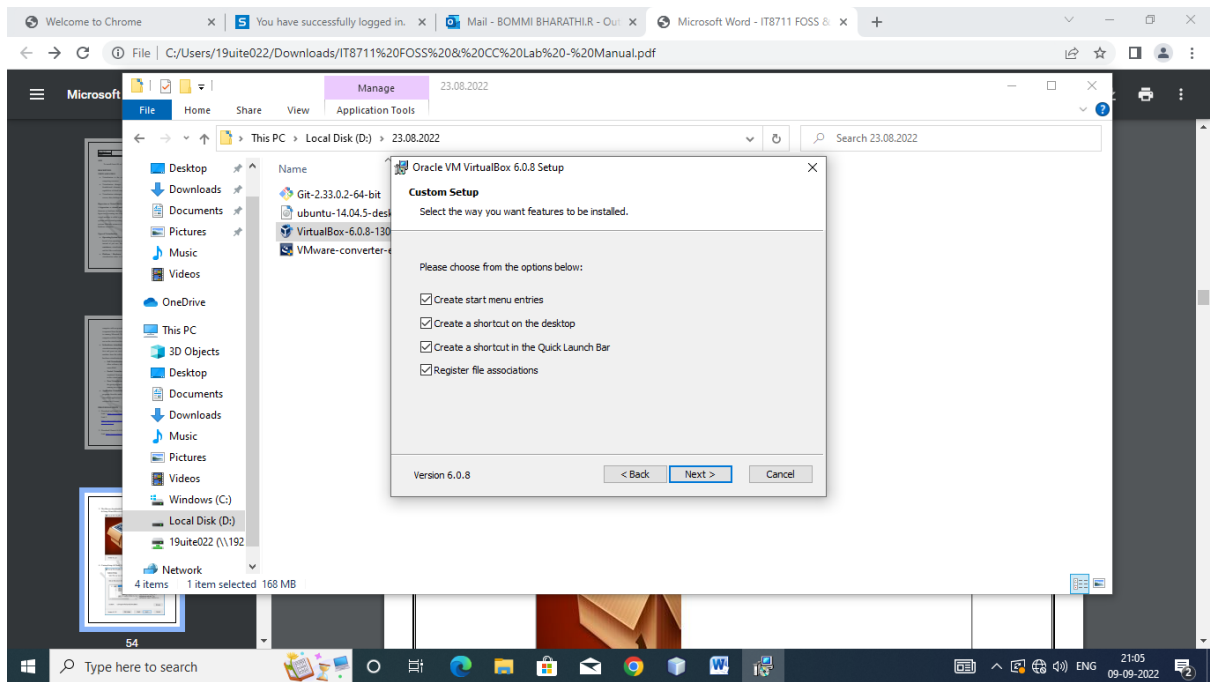 Welcome to Chrome
You have successfully logged in.
Mail - BOMMI BHARATHI.R - Out
Microsoft Word - IT8711 FOSS &
File | C:/Users/19uite022/Downloads/IT8711%20FOSS%20&%20CC%20Lab%20-%20Manual.pdf
Microsoft
Manage
23.08.2022
File Home Share View Application Tools
This PC > Local Disk (D:) > 23.08.2022
Search 23.08.2022
Desktop
Downloads
Documents
Pictures
Music
Videos
OneDrive
This PC
3D Objects
Desktop
Documents
Downloads
Music
Pictures
Videos
Windows (C:)
Local Disk (D:)
19uite022 (\\192
Network
Name
Git-2.33.0.2-64-bit
ubuntu-14.04.5-desk
VirtualBox-6.0.8-130
VMware-converter-e
4 items 1 item selected 168 MB
Oracle VM VirtualBox 6.0.8 Setup
Custom Setup
Select the way you want features to be installed.
Please choose from the options below:
Create start menu entries
Create a shortcut on the desktop
Create a shortcut in the Quick Launch Bar
Register file associations
Version 6.0.8
< Back Next > Cancel
54
Type here to search
ENG
21:05
09-09-2022
2